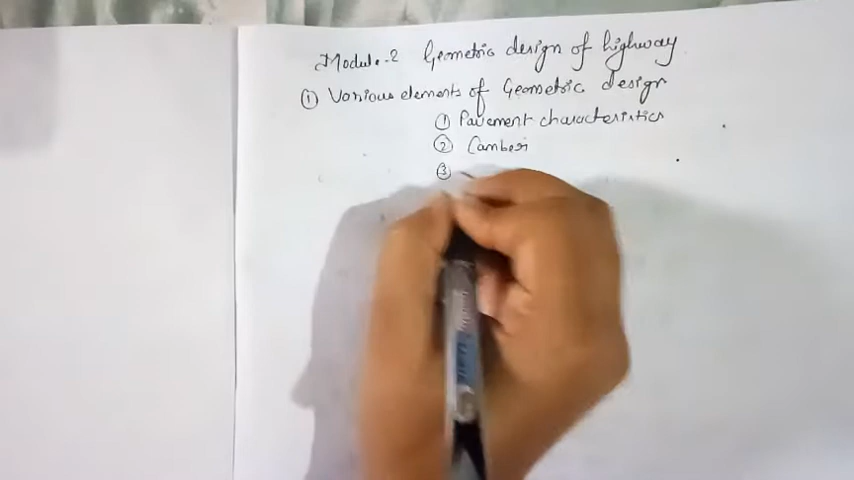 Module-2 Geometric design of highway
① Various elements of Geometric design
① Pavement characteristics
② Camber
③